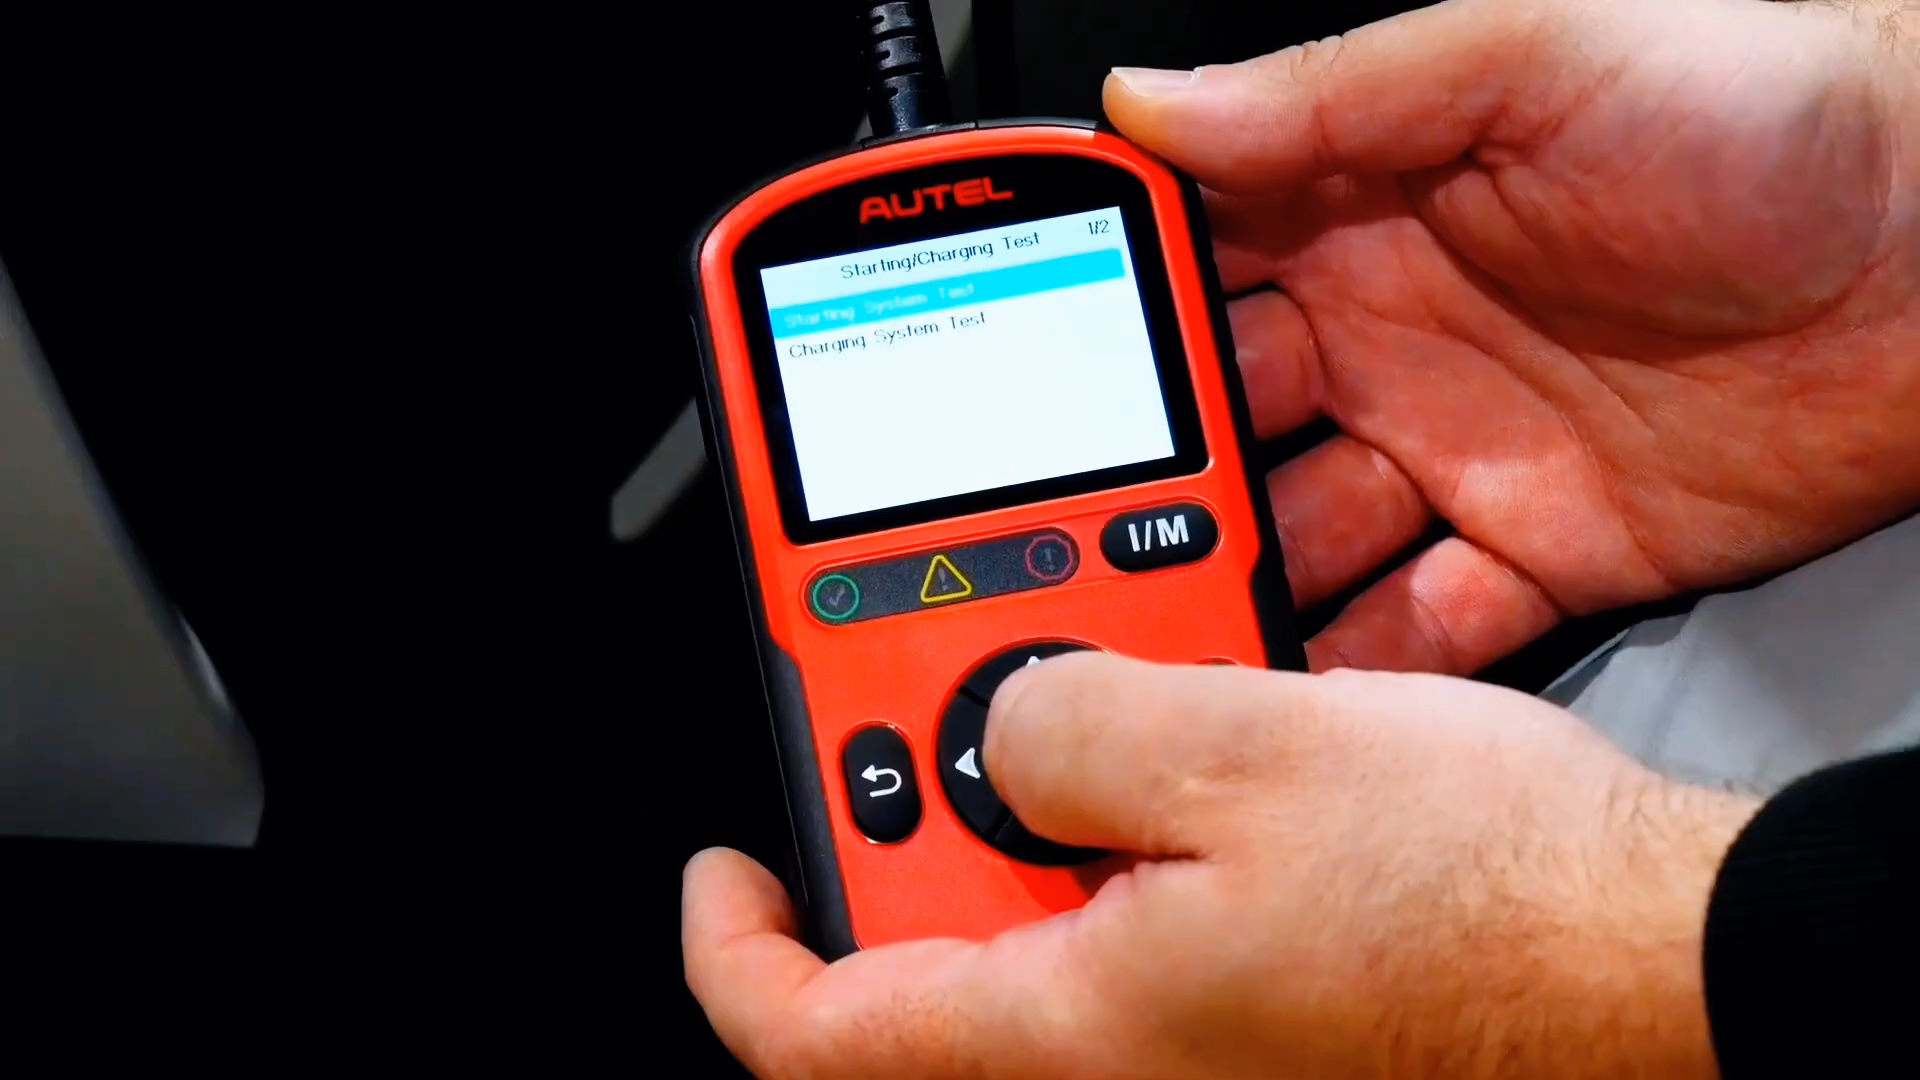 AUTEL
Starting/Charging Test 1/2
Starting System Test
Charging System Test
I/M